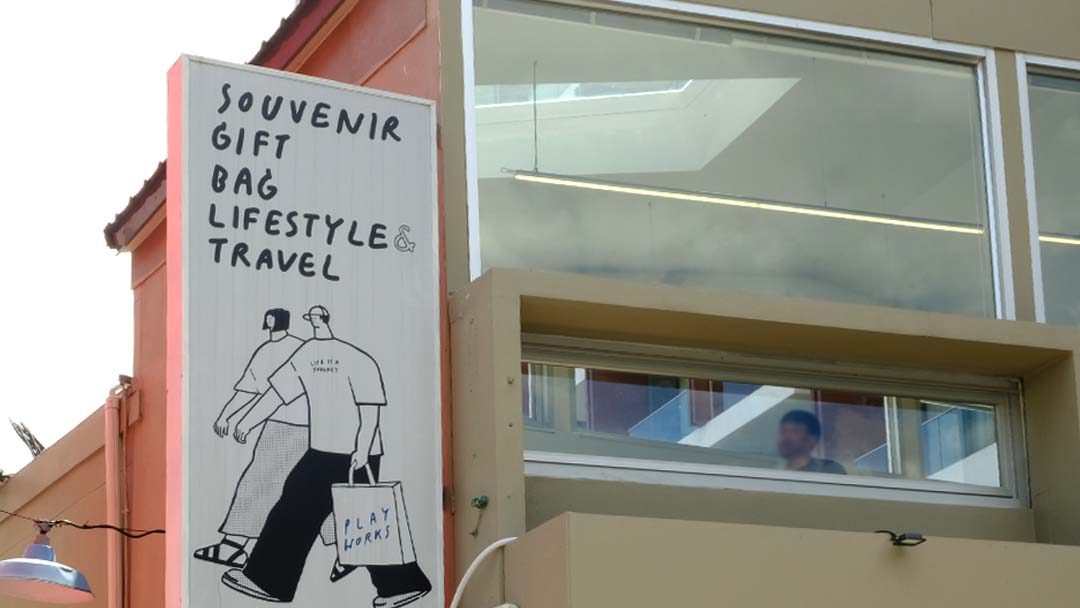 SOUVENIR
GIFT
BAG
LIFESTYLE &
TRAVEL
LIFE IS A
JOURNEY
PLAY
WORKS